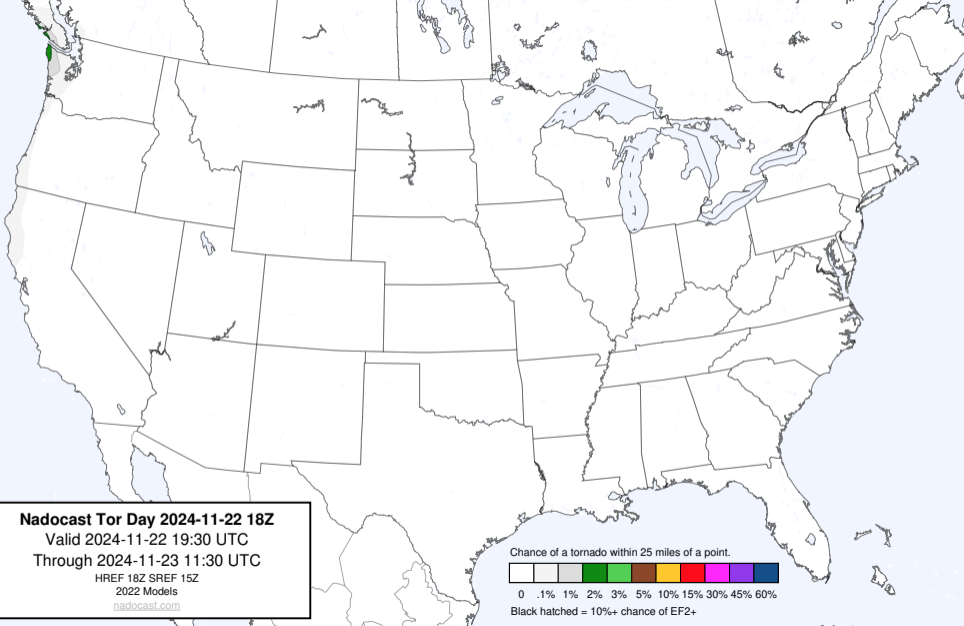 Nadocast Tor Day 2024-11-22 18Z
Valid 2024-11-22 19:30 UTC
Through 2024-11-23 11:30 UTC
HREF 18Z SREF 15Z
2022 Models
nadocast.com
Chance of a tornado within 25 miles of a point.
0 .1% 1% 2% 3% 5% 10% 15% 30% 45% 60%
Black hatched = 10%+ chance of EF2+